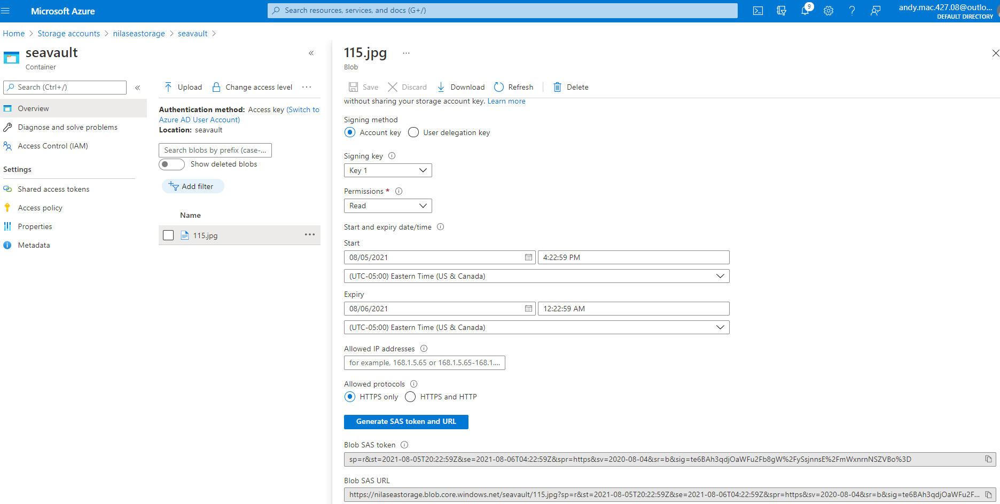 Microsoft Azure
Search resources, services, and docs (G+/)
9
andy.mac.427.08@outlo...
DEFAULT DIRECTORY
Home > Storage accounts > nilaseastorage > seavault >
seavault
Container
«
Search (Ctrl+/)
«
Overview
Diagnose and solve problems
Access Control (IAM)
Settings
Shared access tokens
Access policy
Properties
Metadata
Upload Change access level ...
Authentication method: Access key (Switch to
Azure AD User Account)
Location: seavault
Search blobs by prefix (case-...
Show deleted blobs
Add filter
Name
115.jpg ...
115.jpg ...
Blob
Save Discard Download Refresh Delete
without sharing your storage account key. Learn more
Signing method
Account key User delegation key
Signing key
Key 1
Permissions *
Read
Start and expiry date/time
Start
08/05/2021 4:22:59 PM
(UTC-05:00) Eastern Time (US & Canada)
Expiry
08/06/2021 12:22:59 AM
(UTC-05:00) Eastern Time (US & Canada)
Allowed IP addresses
for example, 168.1.5.65 or 168.1.5.65-168.1....
Allowed protocols
HTTPS only HTTPS and HTTP
Generate SAS token and URL
Blob SAS token
sp=r&st=2021-08-05T20:22:59Z&se=2021-08-06T04:22:59Z&spr=https&sv=2020-08-04&sr=b&sig=te6BAh3qdjOaWFu2Fb8gW%2FySsjnnsE%2FmWxnrnNSZVBo%3D
Blob SAS URL
https://nilaseastorage.blob.core.windows.net/seavault/115.jpg?sp=r&st=2021-08-05T20:22:59Z&se=2021-08-06T04:22:59Z&spr=https&sv=2020-08-04&sr=b&sig=te6BAh3qdjOaWFu2F...